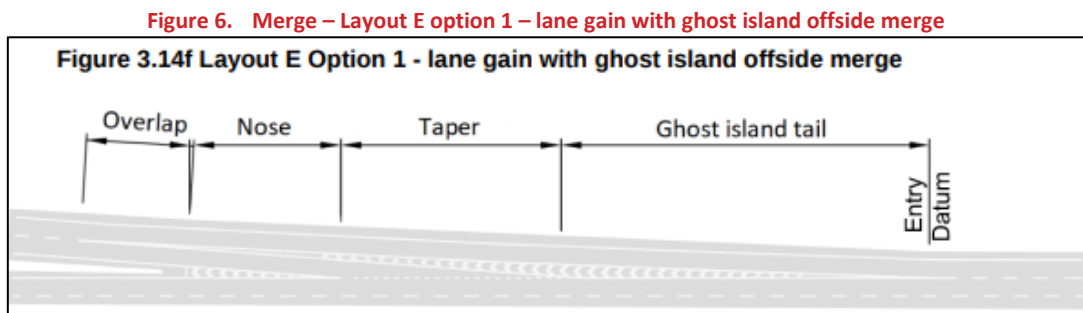 Figure 6. Merge – Layout E option 1 – lane gain with ghost island offside merge
Figure 3.14f Layout E Option 1 - lane gain with ghost island offside merge
Overlap Nose Taper Ghost island tail
Entry
Datum